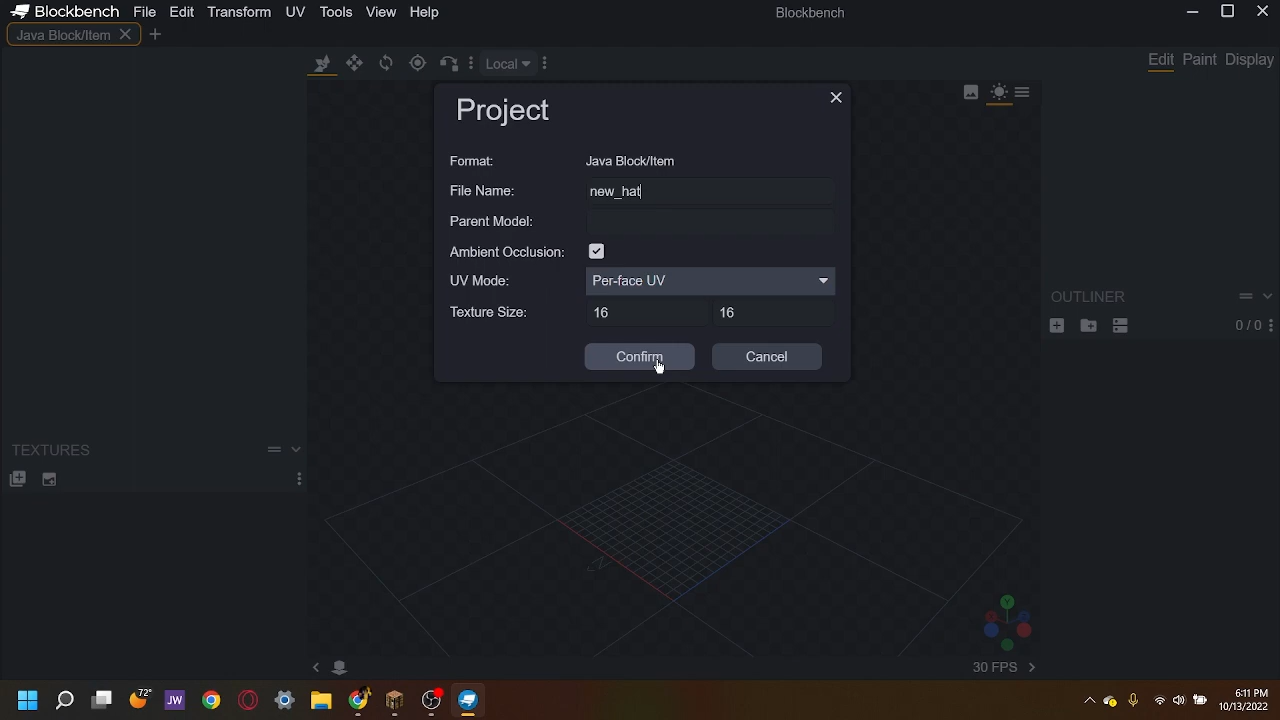 Blockbench File Edit Transform UV Tools View Help Blockbench
Java Block/Item
Local
Edit Paint Display
Project
Format: Java Block/Item
File Name: new_hat
Parent Model:
Ambient Occlusion:
UV Mode: Per-face UV
Texture Size: 16 16
Confirm Cancel
OUTLINER
0 / 0
TEXTURES
N
Y
30 FPS
72°
JW
6:11 PM
10/13/2022